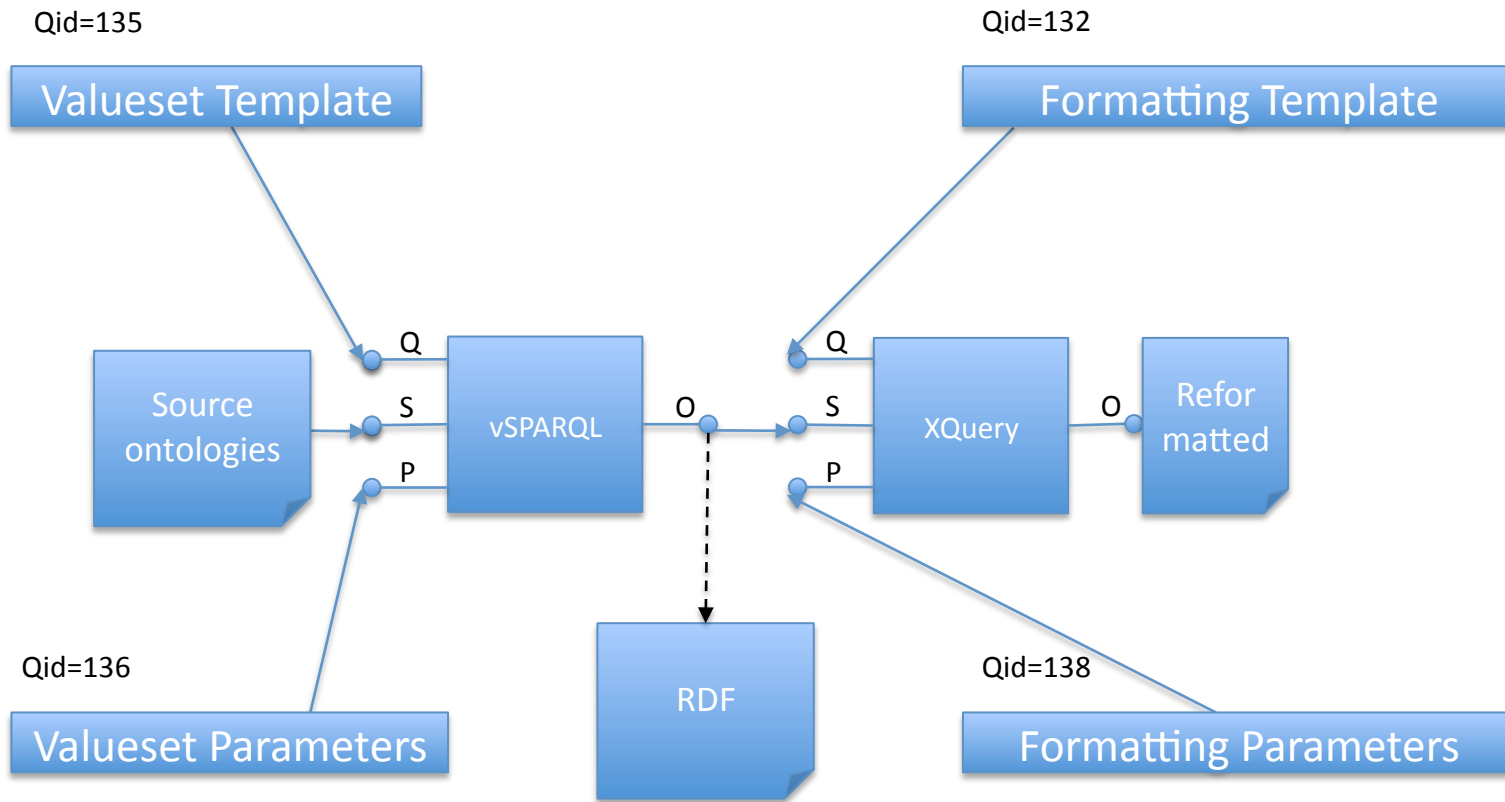 Qid=135
Qid=132
Valueset Template
Formatting Template
Q
Q
Source
ontologies
S
vSPARQL
O
S
XQuery
O
Refor
matted
P
P
Qid=136
Qid=138
RDF
Valueset Parameters
Formatting Parameters